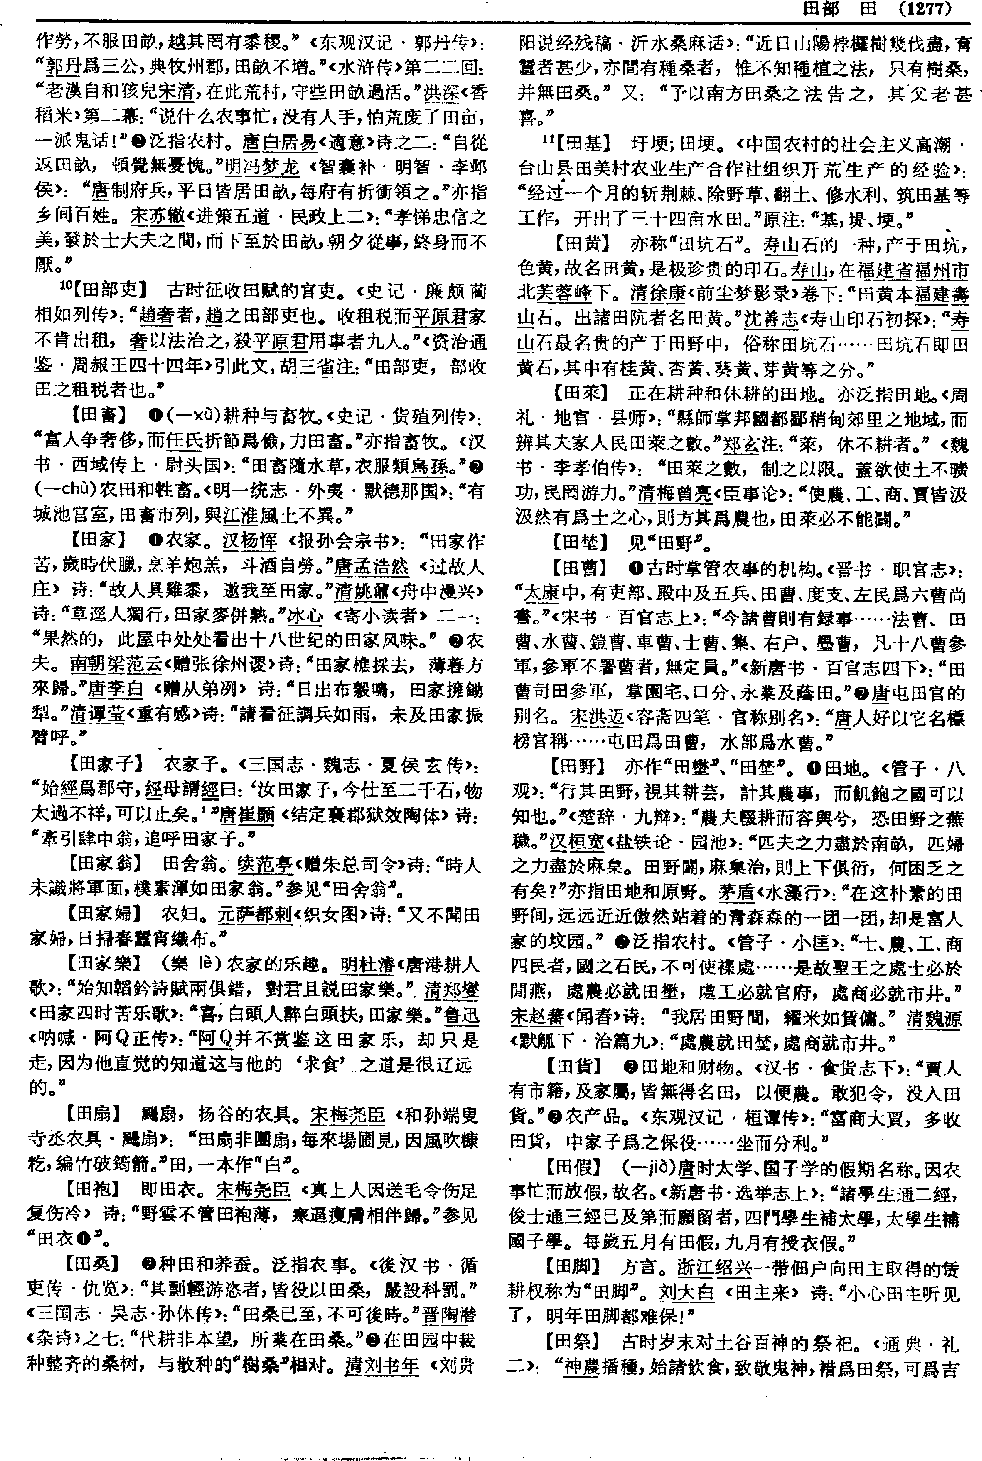 田部　田　(1277)
作勞，不服田畝，越其罔有黍稷。”《东观汉记·郭丹传》：
“郭丹爲三公，典牧州郡，田畝不增。”《水浒传》第二二回：
“老漢自和孩兒宋清，在此荒村，守些田畝過活。”洪深《香
稻米》第二幕：“说什么农事忙，没有人手，怕荒废了田亩，
一派鬼话！”❷泛指农村。唐白居易《適意》诗之二：“自從
返田畝，頓覺無憂愧。”明冯梦龙《智囊补·明智·李邺
侯》：“唐制府兵，平日皆居田畝，每府有折衝領之。”亦指
乡间百姓。宋苏辙《进策五道·民政上二》：“孝悌忠信之
美，發於士大夫之間，而下至於田畝，朝夕從事，終身而不
厭。”
10【田部吏】　古时征收田赋的官吏。《史记·廉颇蔺
相如列传》：“趙奢者，趙之田部吏也。收租税而平原君家
不肯出租，奢以法治之，殺平原君用事者九人。”《资治通
鉴·周赧王四十四年》引此文，胡三省注：“田部吏，部收
田之租税者也。”
【田畜】　❶(—xù)耕种与畜牧。《史记·货殖列传》：
“富人争奢侈，而任氏折節爲儉，力田畜。”亦指畜牧。《汉
书·西域传上·尉头国》：“田畜隨水草，衣服類烏孫。”❷
(—chù)农田和牲畜。《明一统志·外夷·默德那国》：“有
城池宫室，田畜市列，與江淮風土不異。”
【田家】　❶农家。汉杨恽《报孙会宗书》：“田家作
苦，歲時伏臘，烹羊炮羔，斗酒自勞。”唐孟浩然《过故人
庄》诗：“故人具雞黍，邀我至田家。”清姚鼐《舟中漫兴》
诗：“草逕人獨行，田家麥併熟。”冰心《寄小读者》二一：
“果然的，此屋中处处看出十八世纪的田家风味。”❷农
夫。南朝梁范云《赠张徐州谡》诗：“田家樵採去，薄暮方
來歸。”唐李白《赠从弟冽》诗：“日出布穀鳴，田家擁鋤
犁。”清谭莹《重有感》诗：“請看征調兵如雨，未及田家振
臂呼。”
【田家子】　农家子。《三国志·魏志·夏侯玄传》：
“始經爲郡守，經母謂經曰：‘汝田家子，今仕至二千石，物
太過不祥，可以止矣。’”唐崔颢《结定襄郡狱效陶体》诗：
“牽引肆中翁，追呼田家子。”
【田家翁】　田舍翁。续范亭《赠朱总司令》诗：“時人
未識將軍面，樸素渾如田家翁。”参见“田舍翁”。
【田家婦】　农妇。元萨都剌《织女图》诗：“又不聞田
家婦，日掃春蠶宵織布。”
【田家樂】　(樂 lè)农家的乐趣。明杜濬《唐港耕人
歌》：“始知韜鈐詩賦兩俱錯，對君且説田家樂。”清郑燮
《田家四时苦乐歌》：“喜，白頭人醉白頭扶，田家樂。”鲁迅
《呐喊·阿Q正传》：“阿Q并不赏鉴这田家乐，却只是
走，因为他直觉的知道这与他的‘求食’之道是很辽远
的。”
【田扇】　颺扇，扬谷的农具。宋梅尧臣《和孙端叟
寺丞农具·颺扇》：“田扇非團扇，每來場圃見，因風吹糠
籺，編竹破筠箭。”田，一本作“白”。
【田袍】　即田衣。宋梅尧臣《真上人因送毛令伤足
复伤冷》诗：“野雲不管田袍薄，寒逼瘦膚相伴歸。”参见
“田衣❶”。
【田桑】　❶种田和养蚕。泛指农事。《後汉书·循
吏传·仇览》：“其剽輕游恣者，皆役以田桑，嚴設科罰。”
《三国志·吴志·孙休传》：“田桑已至，不可後時。”晋陶潜
《杂诗》之七：“代耕非本望，所業在田桑。”❷在田园中栽
种整齐的桑树，与散种的“樹桑”相对。清刘书年《刘贵
阳说经残稿·沂水桑麻话》：“近日山陽柞欏樹幾伐盡，育
蠶者甚少，亦間有種桑者，惟不知種植之法，只有樹桑，
并無田桑。”又：“予以南方田桑之法告之，其父老甚
喜。”
11【田基】　圩埂；田埂。《中国农村的社会主义高潮·
台山县田美村农业生产合作社组织开荒生产的经验》：
“经过一个月的斩荆棘、除野草、翻土、修水利、筑田基等
工作，开出了三十四亩水田。”原注：“基，堤、埂。”
【田黄】　亦称“田坑石”。寿山石的一种，产于田坑，
色黄，故名田黄，是极珍贵的印石。寿山，在福建省福州市
北芙蓉峰下。清徐康《前尘梦影录》卷下：“田黄本福建壽
山石。出諸田阬者名田黄。”沈善志《寿山印石初探》：“寿
山石最名贵的产于田野中，俗称田坑石……田坑石即田
黄石，其中有桂黄、杏黄、葵黄、芽黄等之分。”
【田萊】　正在耕种和休耕的田地。亦泛指田地。《周
礼·地官·县师》：“縣師掌邦國都鄙稍甸郊里之地域，而
辨其夫家人民田萊之數。”郑玄注：“萊，休不耕者。”《魏
书·李孝伯传》：“田萊之數，制之以限。蓋欲使土不曠
功，民罔游力。”清梅曾亮《臣事论》：“使農、工、商、賈皆汲
汲然有爲士之心，則方其爲農也，田萊必不能闢。”
【田埜】　见“田野”。
【田曹】　❶古时掌管农事的机构。《晋书·职官志》：
“太康中，有吏部、殿中及五兵、田曹、度支、左民爲六曹尚
書。”《宋书·百官志上》：“今諸曹則有録事……法曹、田
曹、水曹、鎧曹、車曹、士曹、集、右户、墨曹，凡十八曹參
軍，參軍不署曹者，無定員。”《新唐书·百官志四下》：“田
曹司田參軍，掌園宅、口分、永業及蔭田。”❷唐屯田官的
别名。宋洪迈《容斋四笔·官称别名》：“唐人好以它名標
榜官稱……屯田爲田曹，水部爲水曹。”
【田野】　亦作“田壄”、“田埜”。❶田地。《管子·八
观》：“行其田野，視其耕芸，計其農事，而飢飽之國可以
知也。”《楚辞·九辩》：“農夫輟耕而容與兮，恐田野之蕪
穢。”汉桓宽《盐铁论·园池》：“匹夫之力盡於南畝，匹婦
之力盡於麻枲。田野闢，麻枲治，則上下俱衍，何困乏之
有矣？”亦指田地和原野。茅盾《水藻行》：“在这朴素的田
野间，远远近近傲然站着的青森森的一团一团，却是富人
家的坟园。”❷泛指农村。《管子·小匡》：“士、農、工、商
四民者，國之石民，不可使雜處……是故聖王之處士必於
閒燕，處農必就田壄，處工必就官府，處商必就市井。”
宋赵蕃《闻舂》诗：“我居田野間，糴米如貲傭。”清魏源
《默觚下·治篇九》：“處農就田埜，處商就市井。”
【田貨】　❶田地和财物。《汉书·食货志下》：“賈人
有市籍，及家屬，皆無得名田，以便農。敢犯令，没入田
貨。”❷农产品。《东观汉记·桓谭传》：“富商大賈，多收
田貨，中家子爲之保役……坐而分利。”
【田假】　(—jià)唐时太学、国子学的假期名称。因农
事忙而放假，故名。《新唐书·选举志上》：“諸學生通二經，
俊士通三經已及第而願留者，四門學生補太學，太學生補
國子學。每歲五月有田假，九月有授衣假。”
【田脚】　方言。浙江绍兴一带佃户向田主取得的赁
耕权称为“田脚”。刘大白《田主来》诗：“小心田主听见
了，明年田脚都难保！”
【田祭】　古时岁末对土谷百神的祭祀。《通典·礼
二》：“神農播種，始諸飲食，致敬鬼神，禮爲田祭，可爲吉